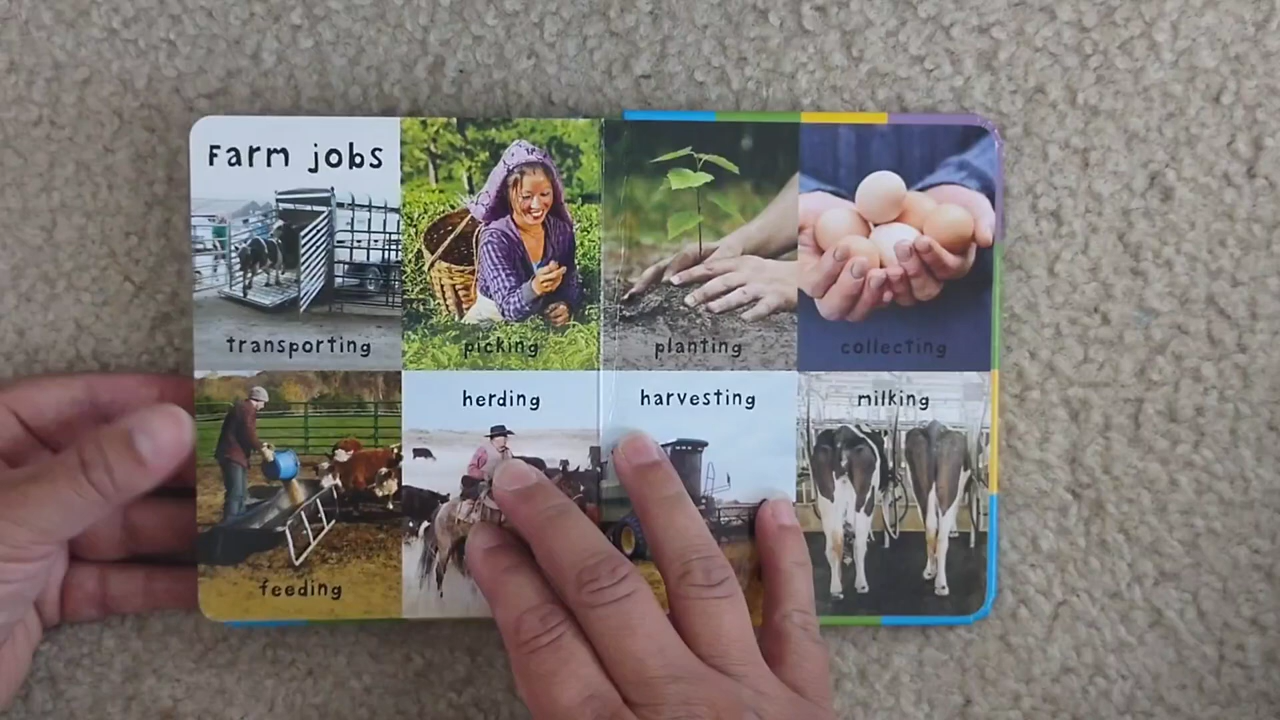 Farm jobs
transporting
picking
planting
collecting
feeding
herding
harvesting
milking